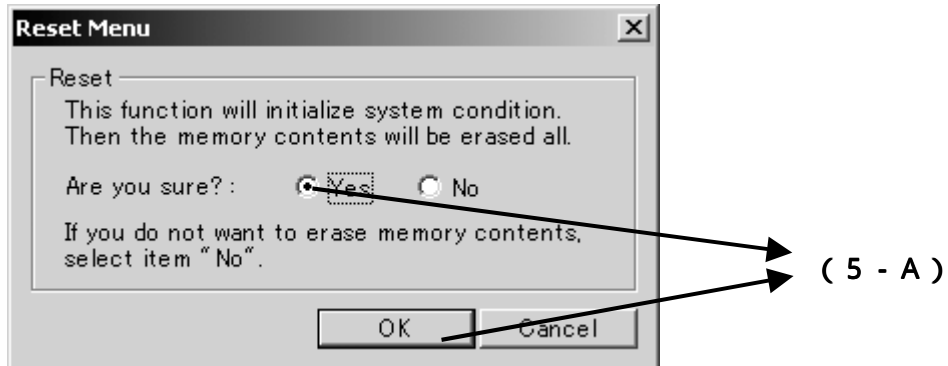 Reset Menu
Reset
This function will initialize system condition.
Then the memory contents will be erased all.
Are you sure? : Yes No
If you do not want to erase memory contents,
select item "No".
( 5 - A )
OK Cancel